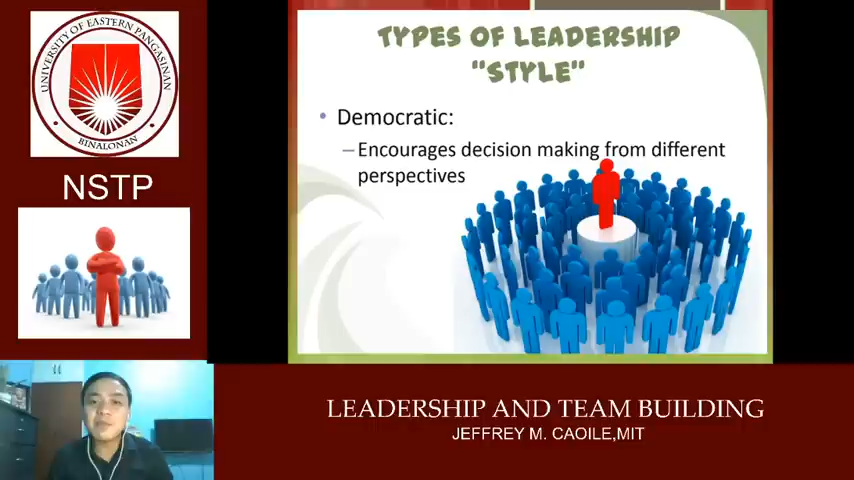 UNIVERSITY OF EASTERN PANGASINAN
BINALONAN
NSTP
TYPES OF LEADERSHIP
"STYLE"
• Democratic:
–Encourages decision making from different
perspectives
LEADERSHIP AND TEAM BUILDING
JEFFREY M. CAOILE,MIT